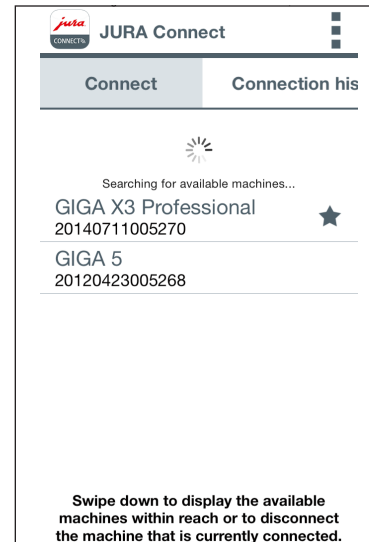 jura
CONNECT
JURA Connect
Connect
Connection his
Searching for available machines...
GIGA X3 Professional
20140711005270
GIGA 5
20120423005268
Swipe down to display the available
machines within reach or to disconnect
the machine that is currently connected.